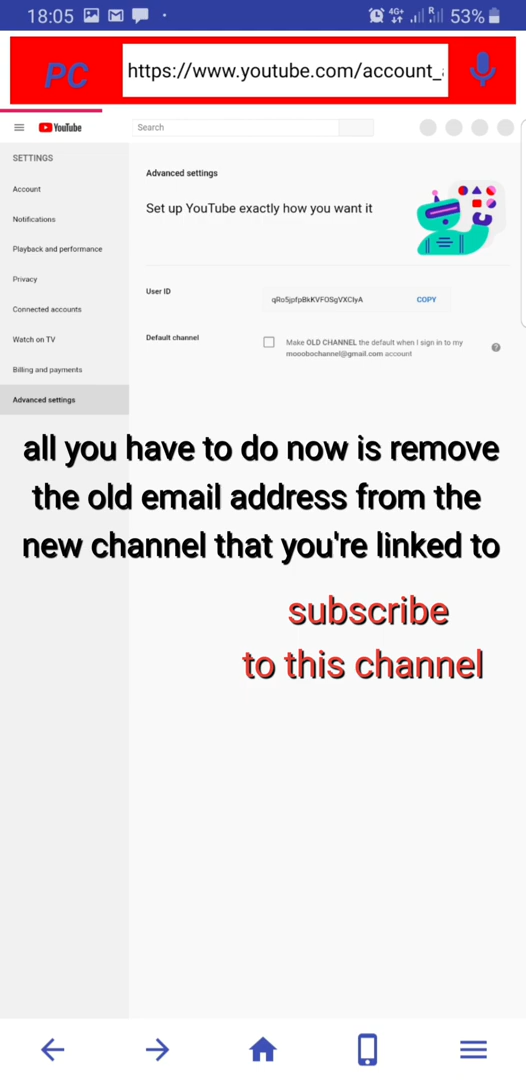 18:05
4G+
R
53%
PC
https://www.youtube.com/account_
YouTube
Search
SETTINGS
Account
Notifications
Playback and performance
Privacy
Connected accounts
Watch on TV
Billing and payments
Advanced settings
Advanced settings
Set up YouTube exactly how you want it
User ID
qRo5jpfpBkKVFOSgVXCIyA
COPY
Default channel
Make OLD CHANNEL the default when I sign in to my
mooobochannel@gmail.com account
?
all you have to do now is remove
the old email address from the
new channel that you're linked to
subscribe
to this channel